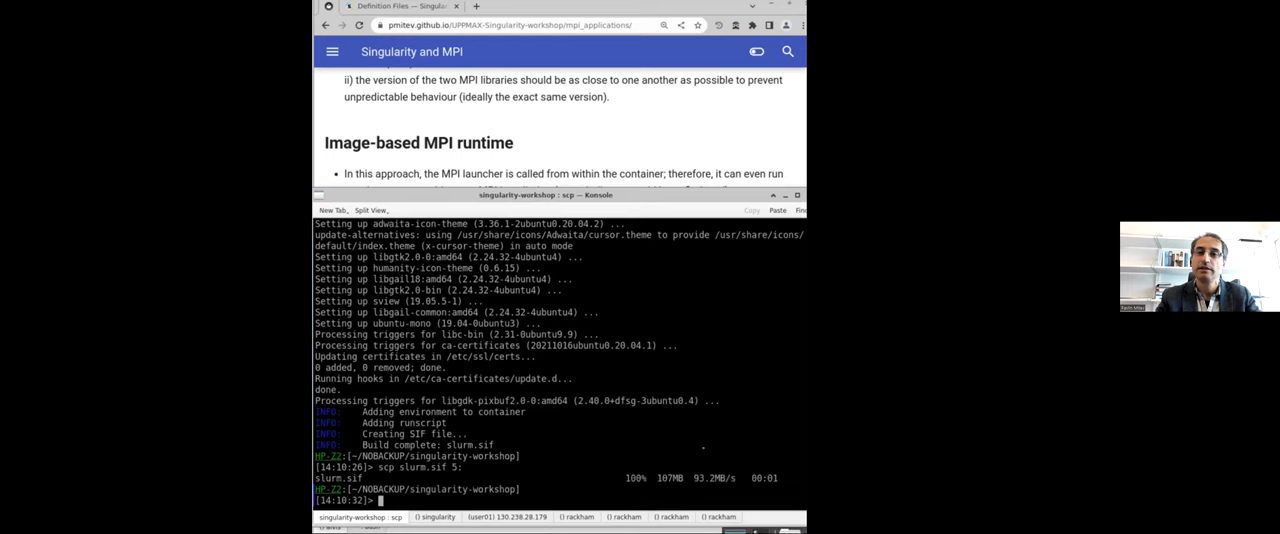 Definition Files — Singular
pmitev.github.io/UPPMAX-Singularity-workshop/mpi_applications/
Singularity and MPI
ii) the version of the two MPI libraries should be as close to one another as possible to prevent
unpredictable behaviour (ideally the exact same version).
Image-based MPI runtime
• In this approach, the MPI launcher is called from within the container; therefore, it can even run
singularity-workshop : scp — Konsole
New Tab Split View Copy Paste Find
Setting up adwaita-icon-theme (3.36.1-2ubuntu0.20.04.2) ...
update-alternatives: using /usr/share/icons/Adwaita/cursor.theme to provide /usr/share/icons/
default/index.theme (x-cursor-theme) in auto mode
Setting up libgtk2.0-0:amd64 (2.24.32-4ubuntu4) ...
Setting up humanity-icon-theme (0.6.15) ...
Setting up libgail18:amd64 (2.24.32-4ubuntu4) ...
Setting up libgtk2.0-bin (2.24.32-4ubuntu4) ...
Setting up sview (19.05.5-1) ...
Setting up libgail-common:amd64 (2.24.32-4ubuntu4) ...
Setting up ubuntu-mono (19.04-0ubuntu3) ...
Processing triggers for libc-bin (2.31-0ubuntu9.9) ...
Processing triggers for ca-certificates (20211016ubuntu0.20.04.1) ...
Updating certificates in /etc/ssl/certs...
0 added, 0 removed; done.
Running hooks in /etc/ca-certificates/update.d...
done.
Processing triggers for libgdk-pixbuf2.0-0:amd64 (2.40.0+dfsg-3ubuntu0.4) ...
INFO: Adding environment to container
INFO: Adding runscript
INFO: Creating SIF file...
INFO: Build complete: slurm.sif
HP-Z2:[~/NOBACKUP/singularity-workshop]
[14:10:26]> scp slurm.sif 5:
slurm.sif 100% 107MB 93.2MB/s 00:01
HP-Z2:[~/NOBACKUP/singularity-workshop]
[14:10:32]>
singularity-workshop : scp () singularity (user01) 130.238.28.179 () rackham () rackham () rackham () rackham